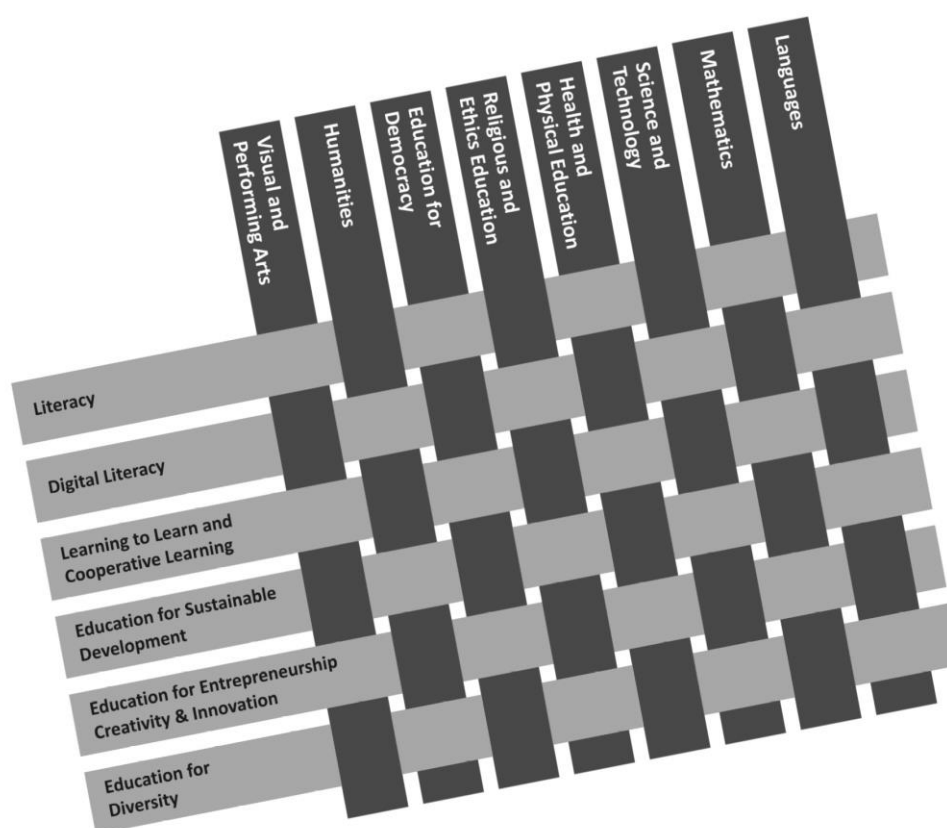 Visual and
Performing Arts
Humanities
Education for
Democracy
Religious and
Ethics Education
Health and
Physical Education
Science and
Technology
Mathematics
Languages
Literacy
Digital Literacy
Learning to Learn and
Cooperative Learning
Education for Sustainable
Development
Education for Entrepreneurship
Creativity & Innovation
Education for
Diversity